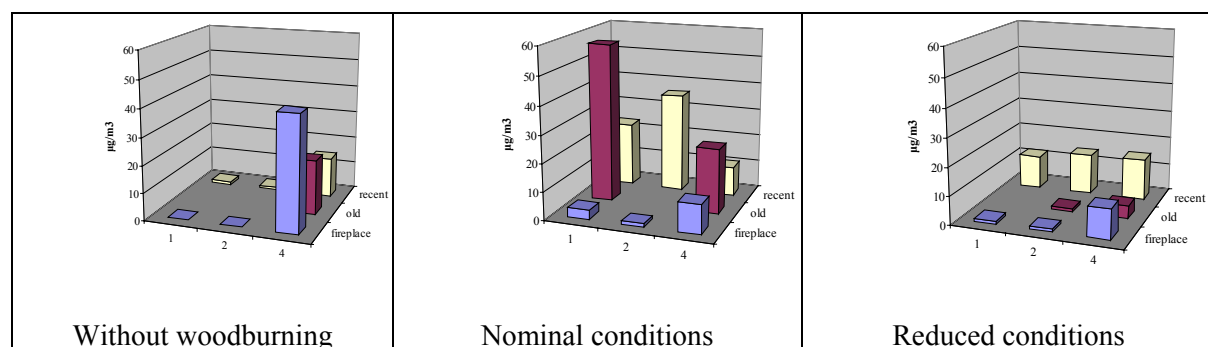 60
50
40
30
20
10
0
µg/m3
1
2
4
fireplace
old
recent
Without woodburning
60
50
40
30
20
10
0
µg/m3
1
2
4
fireplace
old
recent
Nominal conditions
60
50
40
30
20
10
0
µg/m3
1
2
4
fireplace
old
recent
Reduced conditions